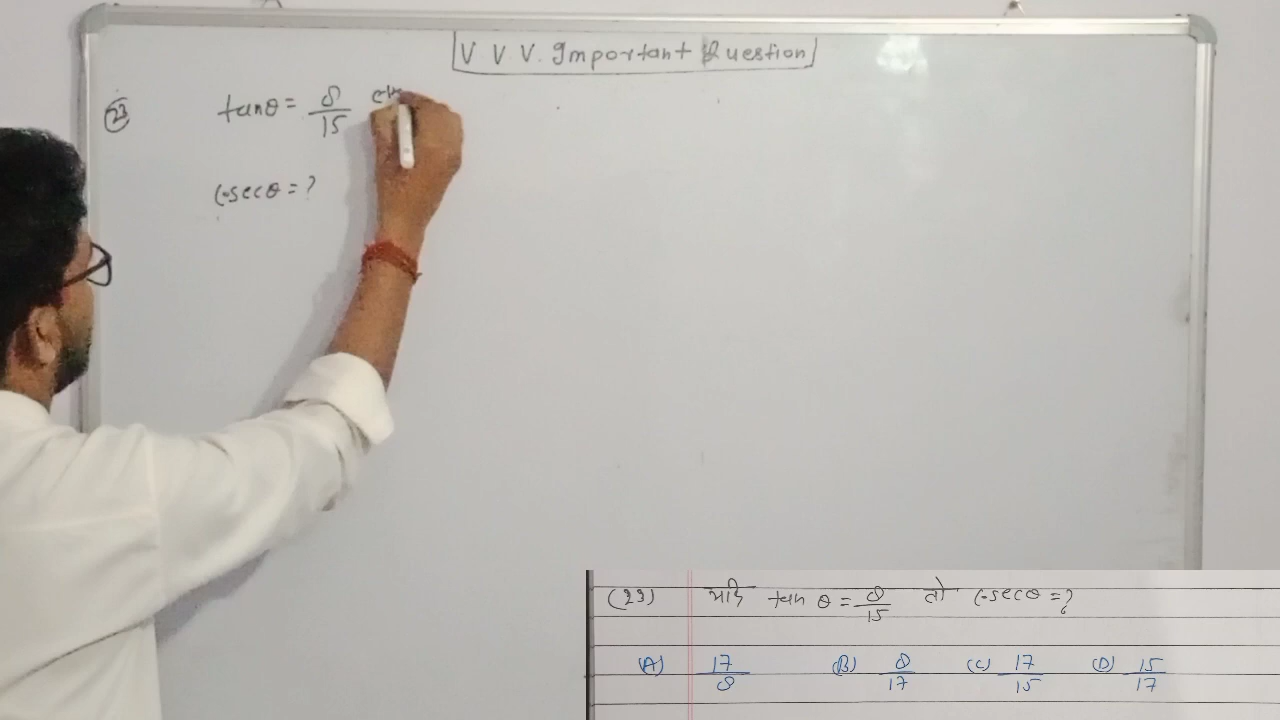 V V V. Important Question
(23) tanθ = 8/15
cosecθ = ?
(23) यदि tan θ = 8/15 तो cosecθ = ?
(A) 17/8 (B) 8/17 (C) 17/15 (D) 15/17